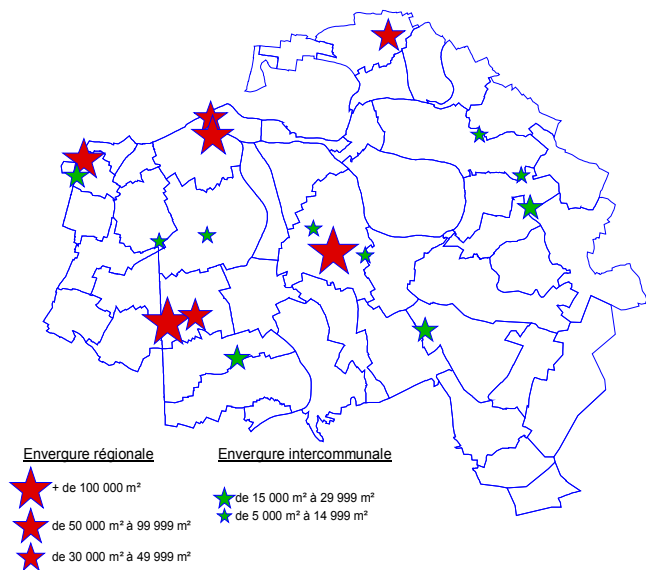 Envergure régionale
+ de 100 000 m²
de 50 000 m² à 99 999 m²
de 30 000 m² à 49 999 m²
Envergure intercommunale
de 15 000 m² à 29 999 m²
de 5 000 m² à 14 999 m²